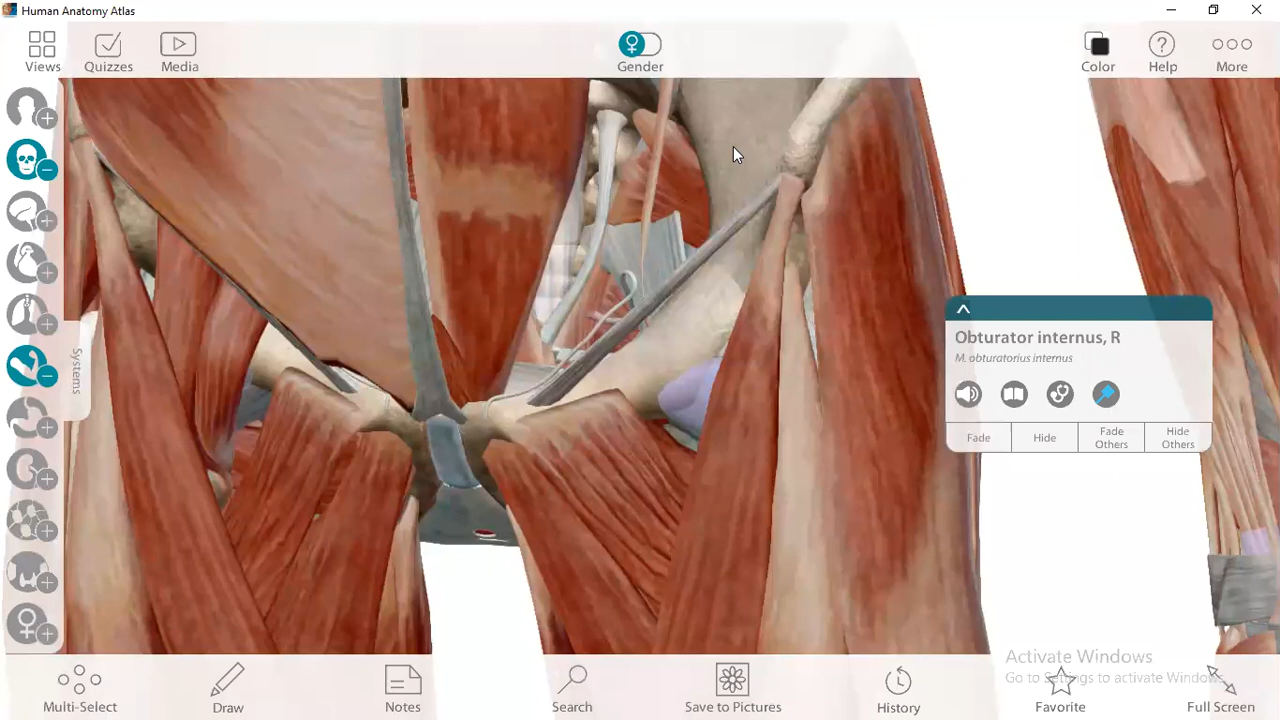 Human Anatomy Atlas
Views
Quizzes
Media
Gender
Color
Help
More
Systems
Obturator internus, R
M. obturatorius internus
Fade
Hide
Fade
Others
Hide
Others
Activate Windows
Go to Settings to activate Windows.
Multi-Select
Draw
Notes
Search
Save to Pictures
History
Favorite
Full Screen